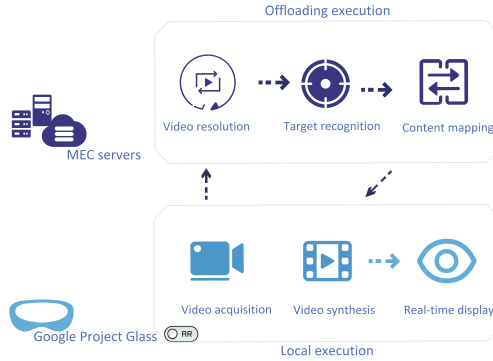 Offloading execution
Video resolution
Target recognition
Content mapping
MEC servers
Video acquisition
Video synthesis
Real-time display
Google Project Glass
AR
Local execution